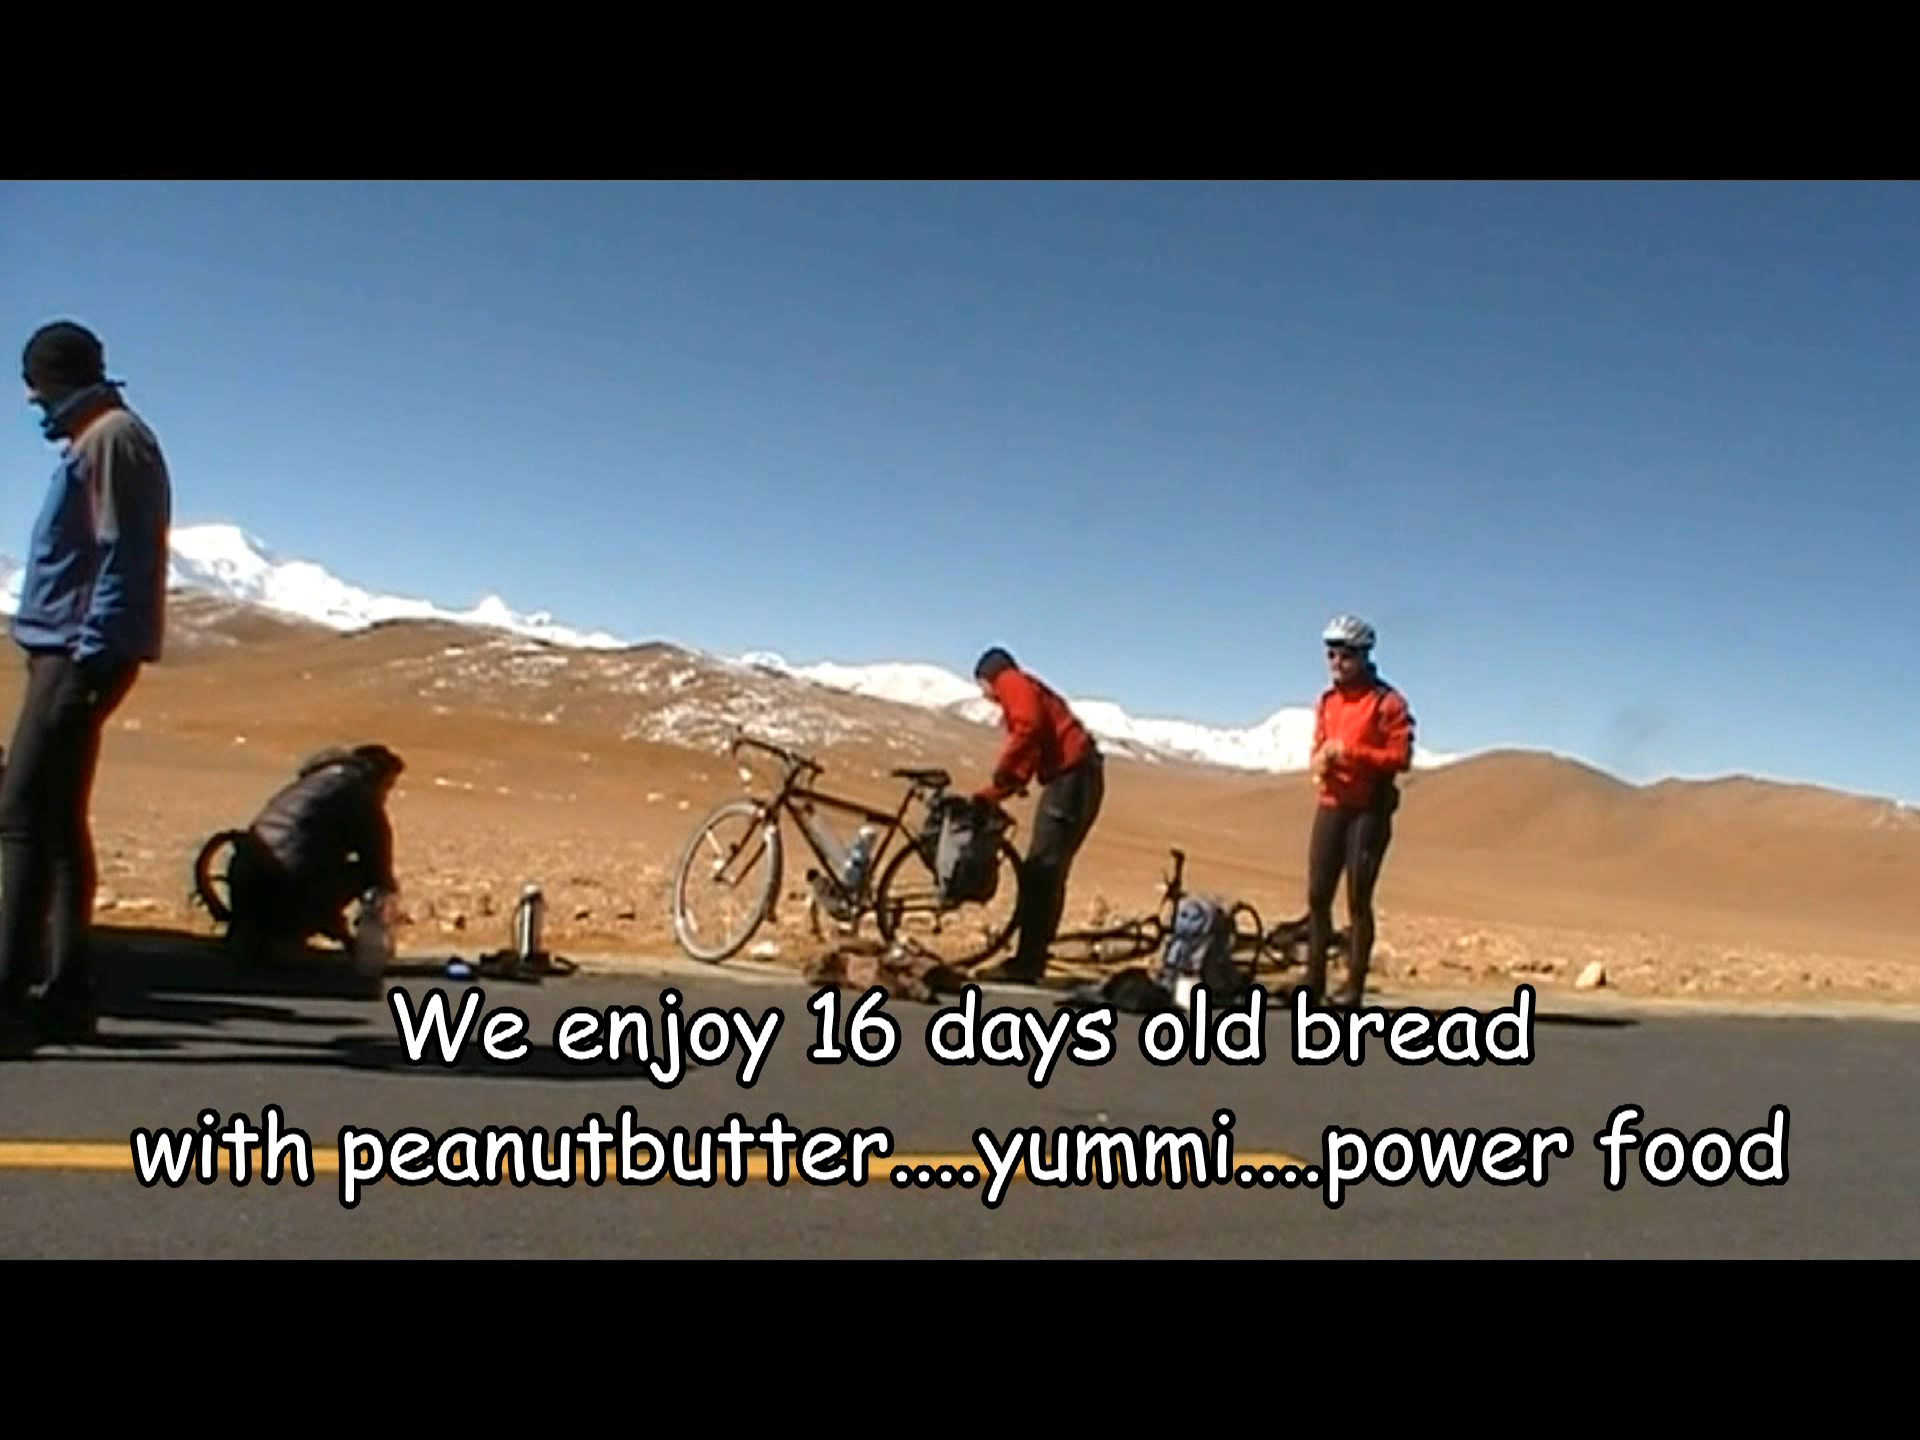 We enjoy 16 days old bread
with peanutbutter....yummi....power food